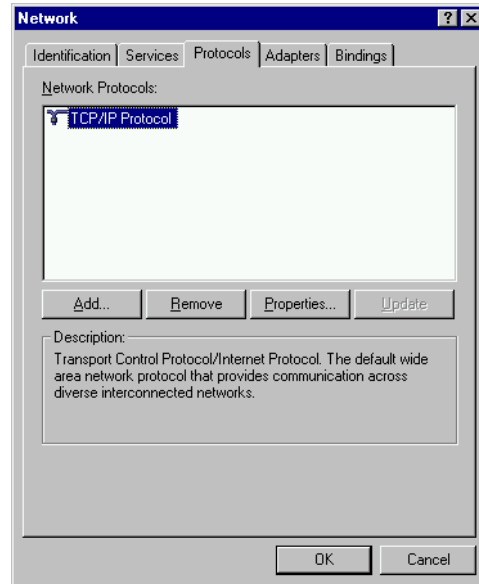 Network
Identification Services Protocols Adapters Bindings
Network Protocols:
TCP/IP Protocol
Add... Remove Properties... Update
Description:
Transport Control Protocol/Internet Protocol. The default wide
area network protocol that provides communication across
diverse interconnected networks.
OK Cancel